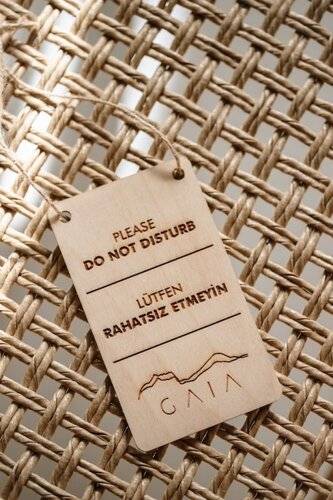 PLEASE
DO NOT DISTURB
LÜTFEN
RAHATSIZ ETMEYİN
GAIA